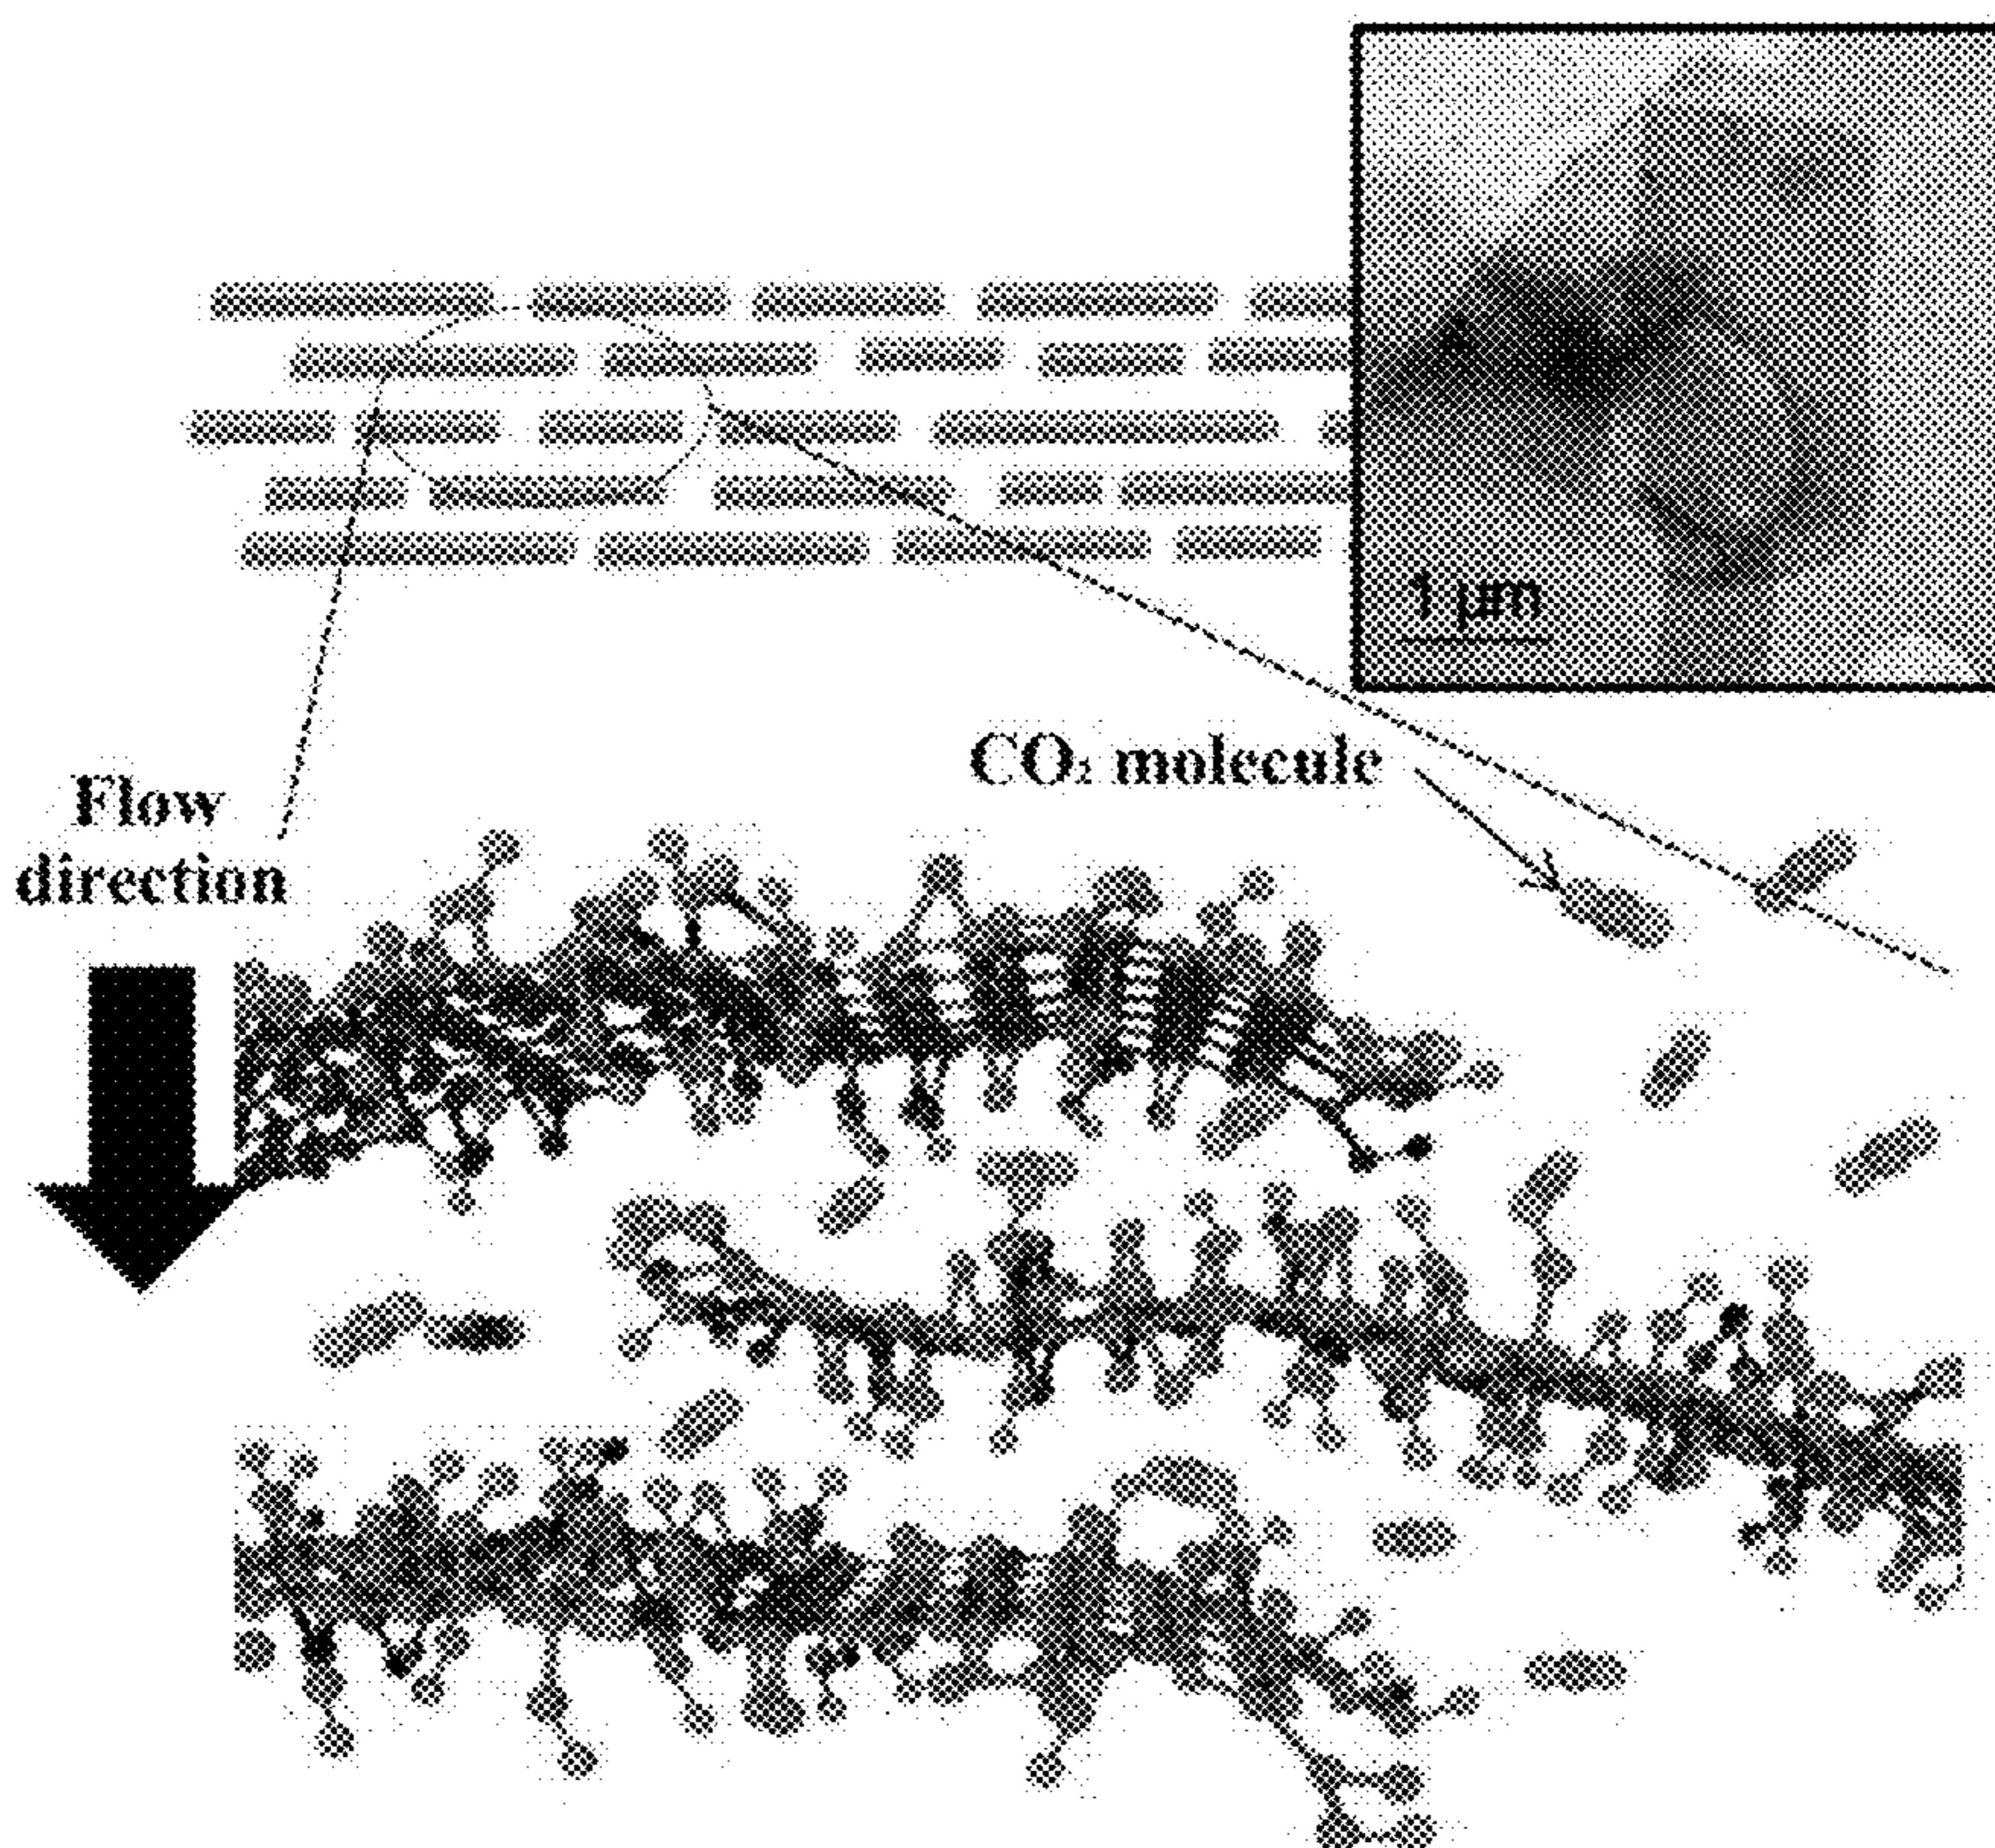 1 µm
CO₂ molecule
Flow
direction